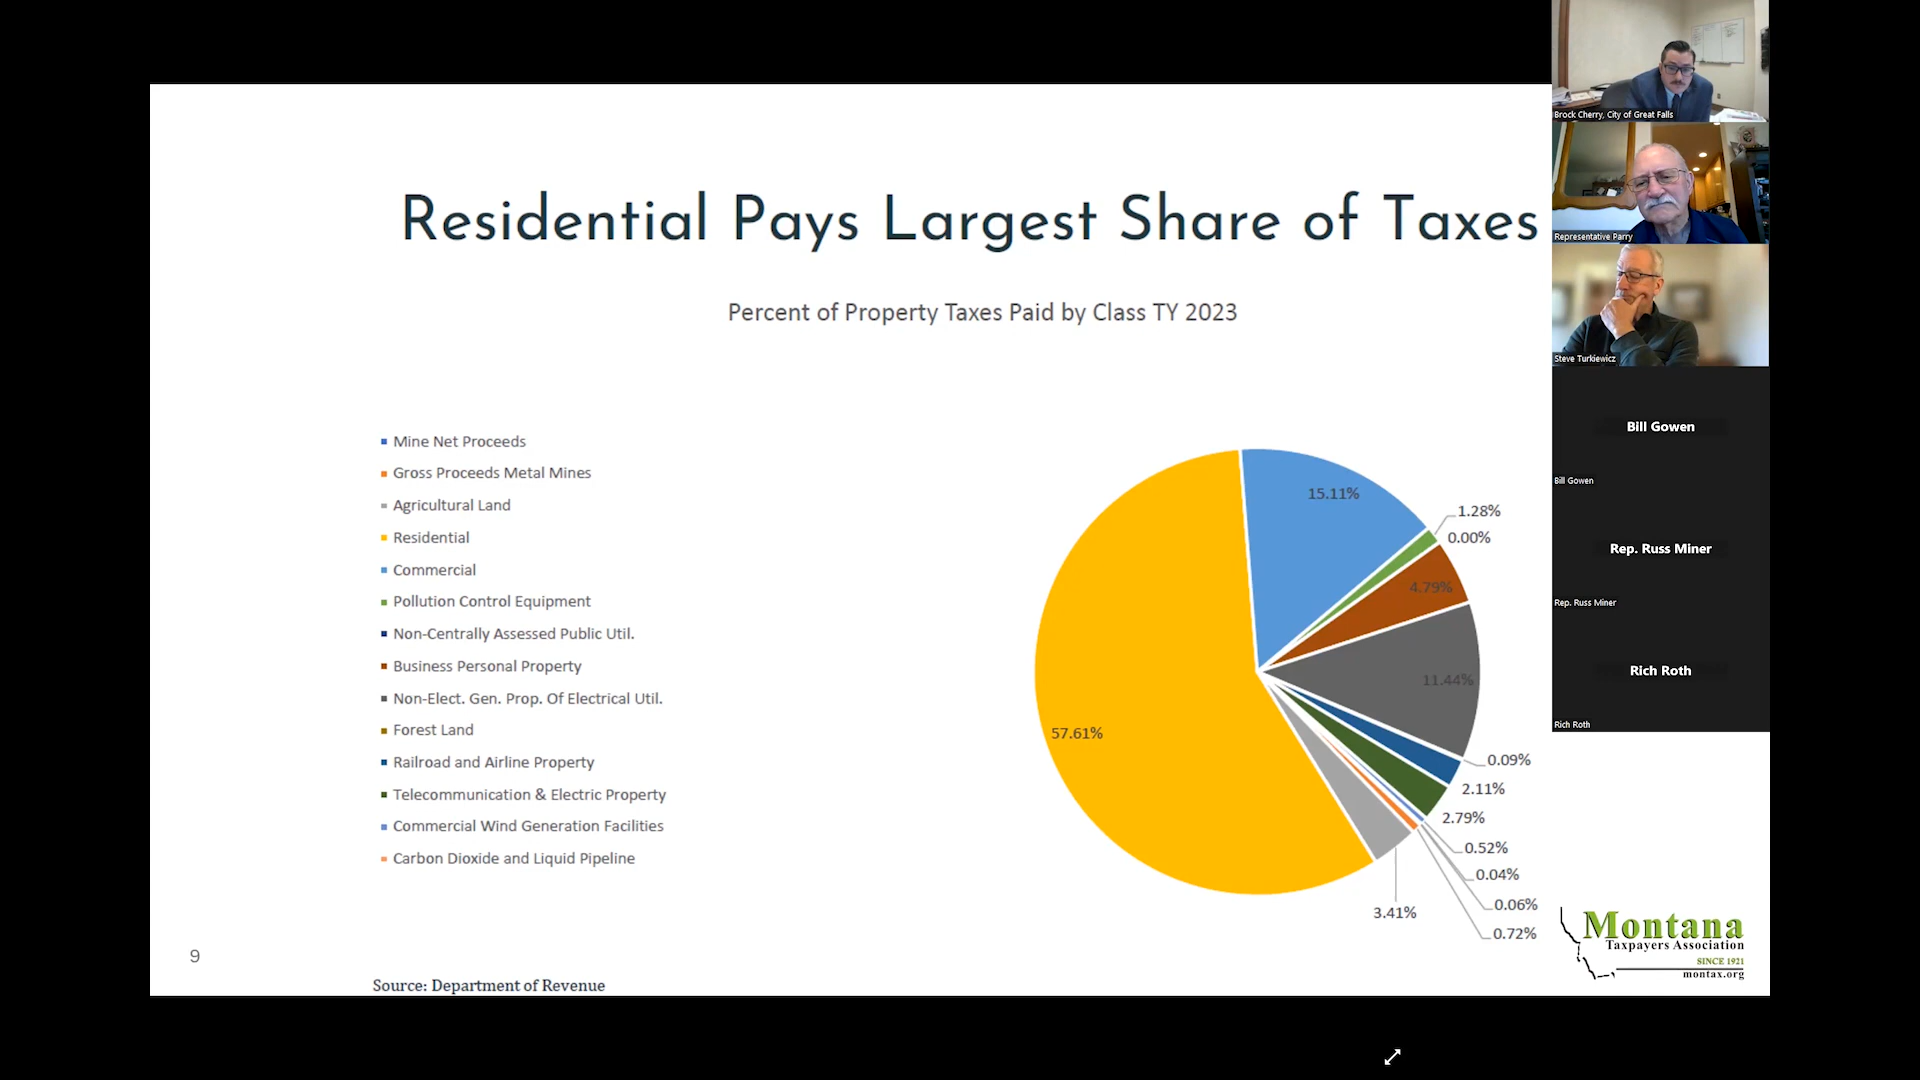 Residential Pays Largest Share of Taxes
Percent of Property Taxes Paid by Class TY 2023
Mine Net Proceeds
Gross Proceeds Metal Mines
Agricultural Land
Residential
Commercial
Pollution Control Equipment
Non-Centrally Assessed Public Util.
Business Personal Property
Non-Elect. Gen. Prop. Of Electrical Util.
Forest Land
Railroad and Airline Property
Telecommunication & Electric Property
Commercial Wind Generation Facilities
Carbon Dioxide and Liquid Pipeline
15.11%
1.28%
0.00%
4.79%
11.44%
57.61%
0.09%
2.11%
2.79%
0.52%
0.04%
0.06%
0.72%
3.41%
9
Source: Department of Revenue
Montana
Taxpayers Association
SINCE 1921
montax.org
Brock Cherry, City of Great Falls
Representative Parry
Steve Turkiewicz
Bill Gowen
Bill Gowen
Rep. Russ Miner
Rep. Russ Miner
Rich Roth
Rich Roth